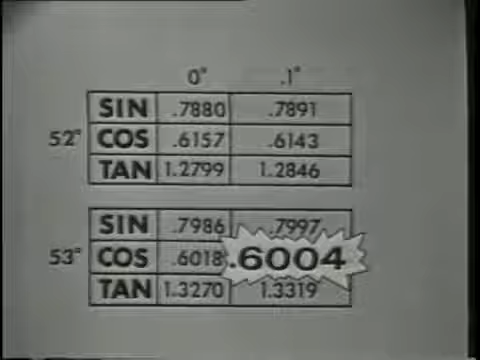 0° .1°
SIN .7880 .7891
52° COS .6157 .6143
TAN 1.2799 1.2846
SIN .7986 .7997
53° COS .6018 .6004
TAN 1.3270 1.3319